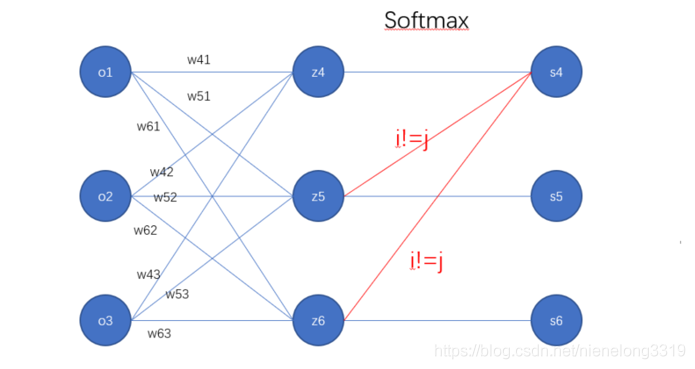 Softmax
w41
o1
z4
s4
w51
w61
i!=j
w42
o2
w52
z5
s5
w62
i!=j
w43
w53
o3
z6
s6
w63
https://blog.csdn.net/nienelong3319